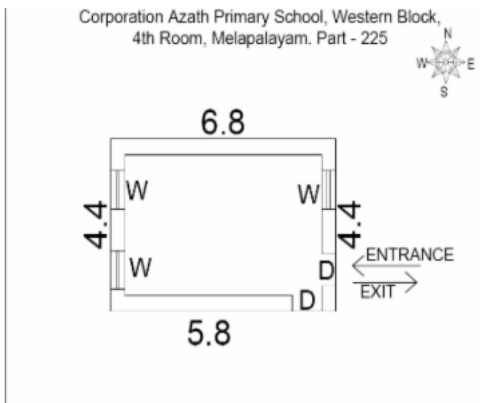 Corporation Azath Primary School, Western Block,
4th Room, Melapalayam. Part - 225
N
W E
S
6.8
W W
4.4 4.4
ENTRANCE
W D
EXIT
D
5.8